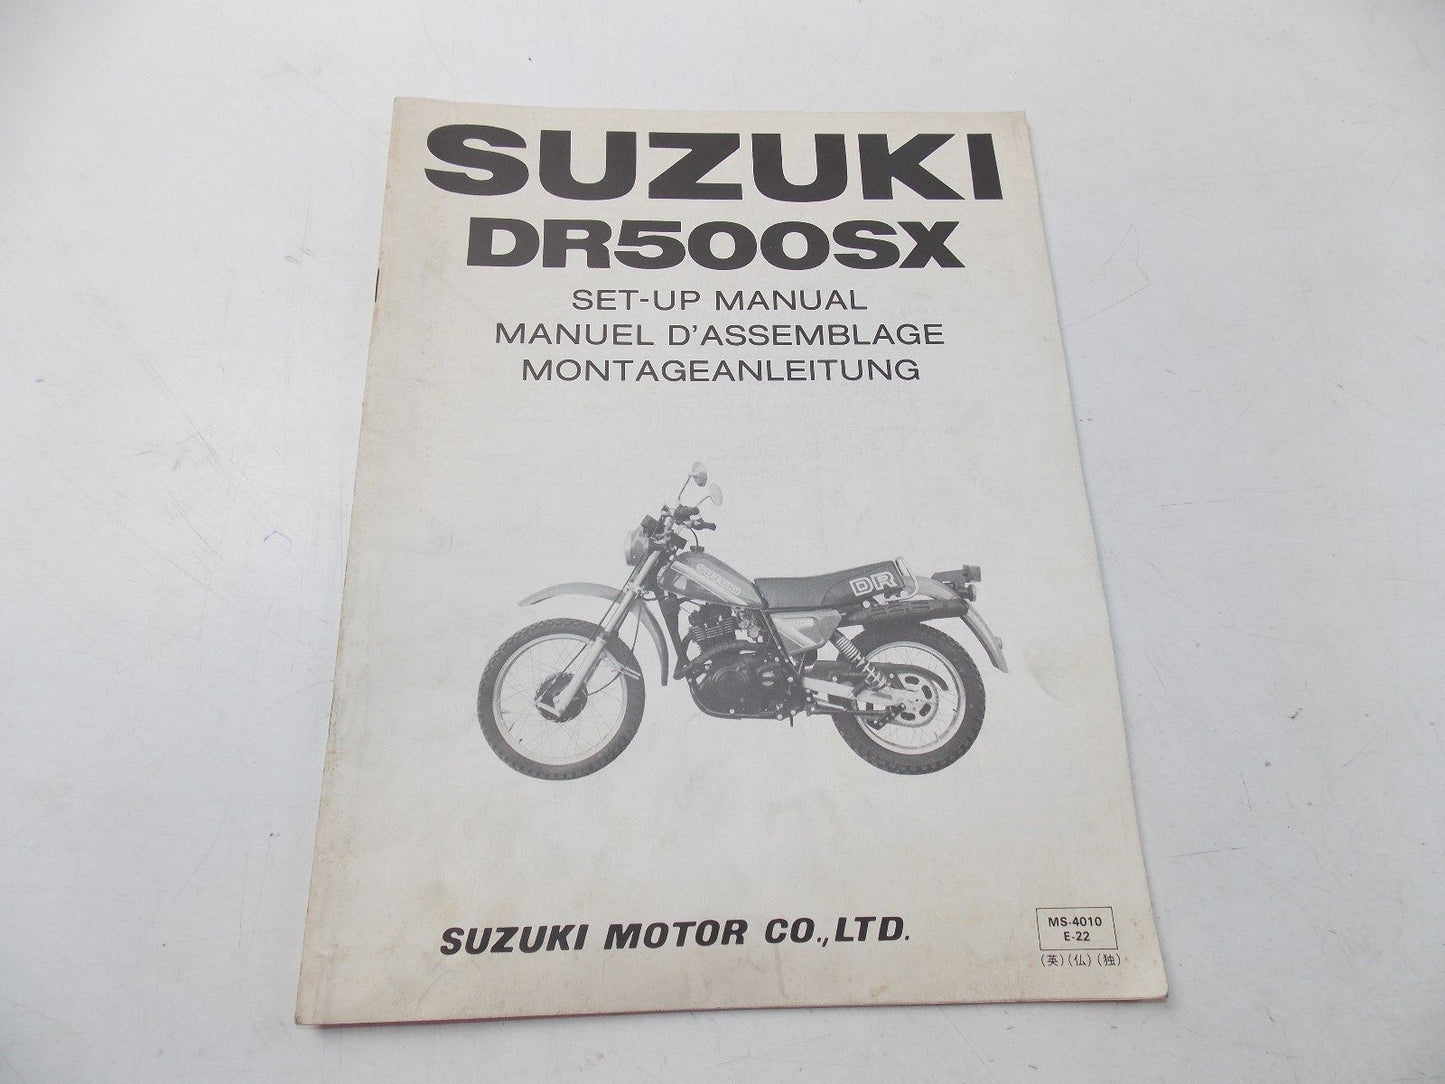 SUZUKI
DR500SX
SET-UP MANUAL
MANUEL D'ASSEMBLAGE
MONTAGEANLEITUNG
SUZUKI
DR
SUZUKI MOTOR CO.,LTD.
MS-4010
E-22
(英)(仏)(独)